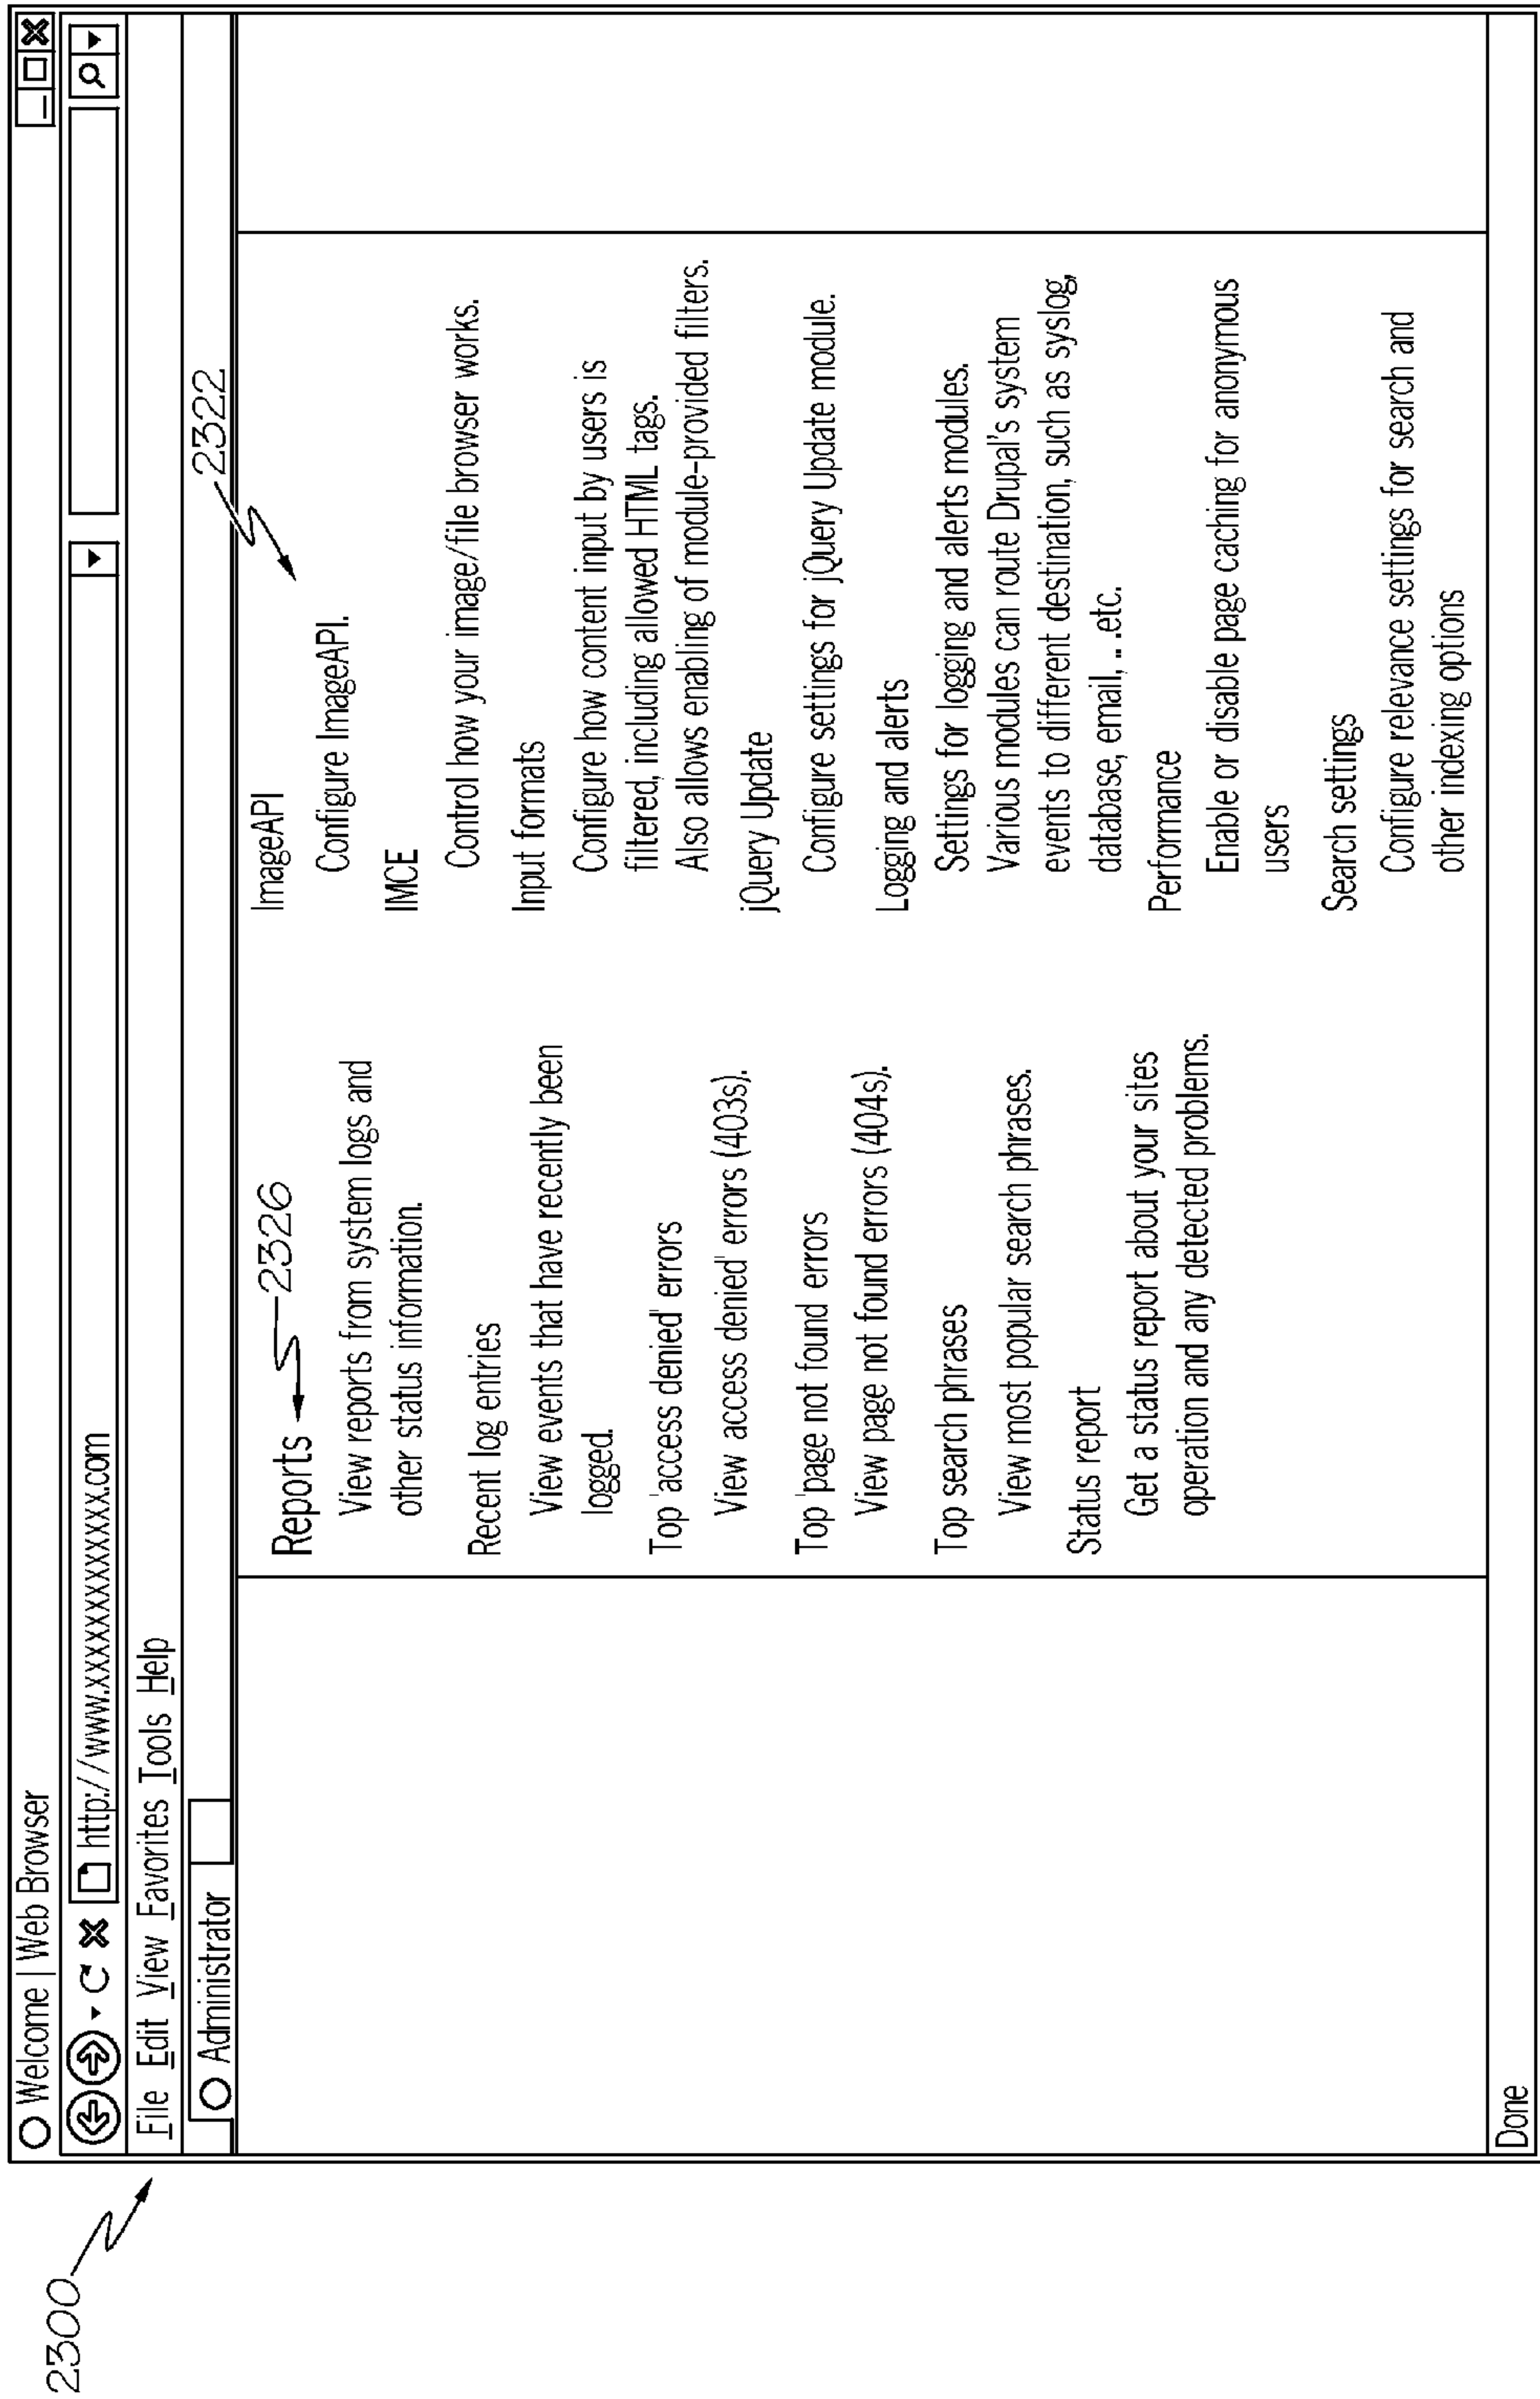 2300
Welcome | Web Browser
http://www.xxxxxxxxxxxx.com
File Edit View Favorites Tools Help
Administrator
2322
Reports
2326
View reports from system logs and
other status information.
Recent log entries
View events that have recently been
logged.
Top 'access denied' errors
View access denied' errors (403s).
Top 'page not found errors
View page not found errors (404s).
Top search phrases
View most popular search phrases.
Status report
Get a status report about your sites
operation and any detected problems.
ImageAPI
Configure ImageAPI.
IMCE
Control how your image/file browser works.
Input formats
Configure how content input by users is
filtered, including allowed HTML tags.
Also allows enabling of module-provided filters.
jQuery Update
Configure settings for jQuery Update module.
Logging and alerts
Settings for logging and alerts modules.
Various modules can route Drupal's system
events to different destination, such as syslog,
database, email, ...etc.
Performance
Enable or disable page caching for anonymous
users
Search settings
Configure relevance settings for search and
other indexing options
Done